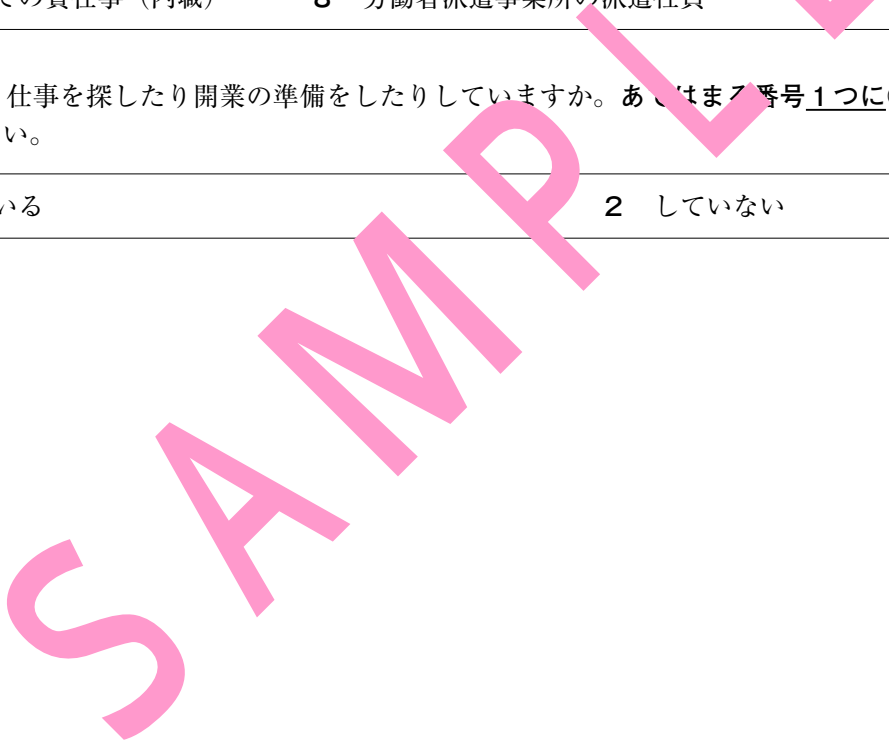 での賃仕事（内職） 8 労働者派遣事業所の派遣社員
仕事を探したり開業の準備をしたりしていますか。あてはまる番号１つに
い。
いる 2 していない
SAMPLE